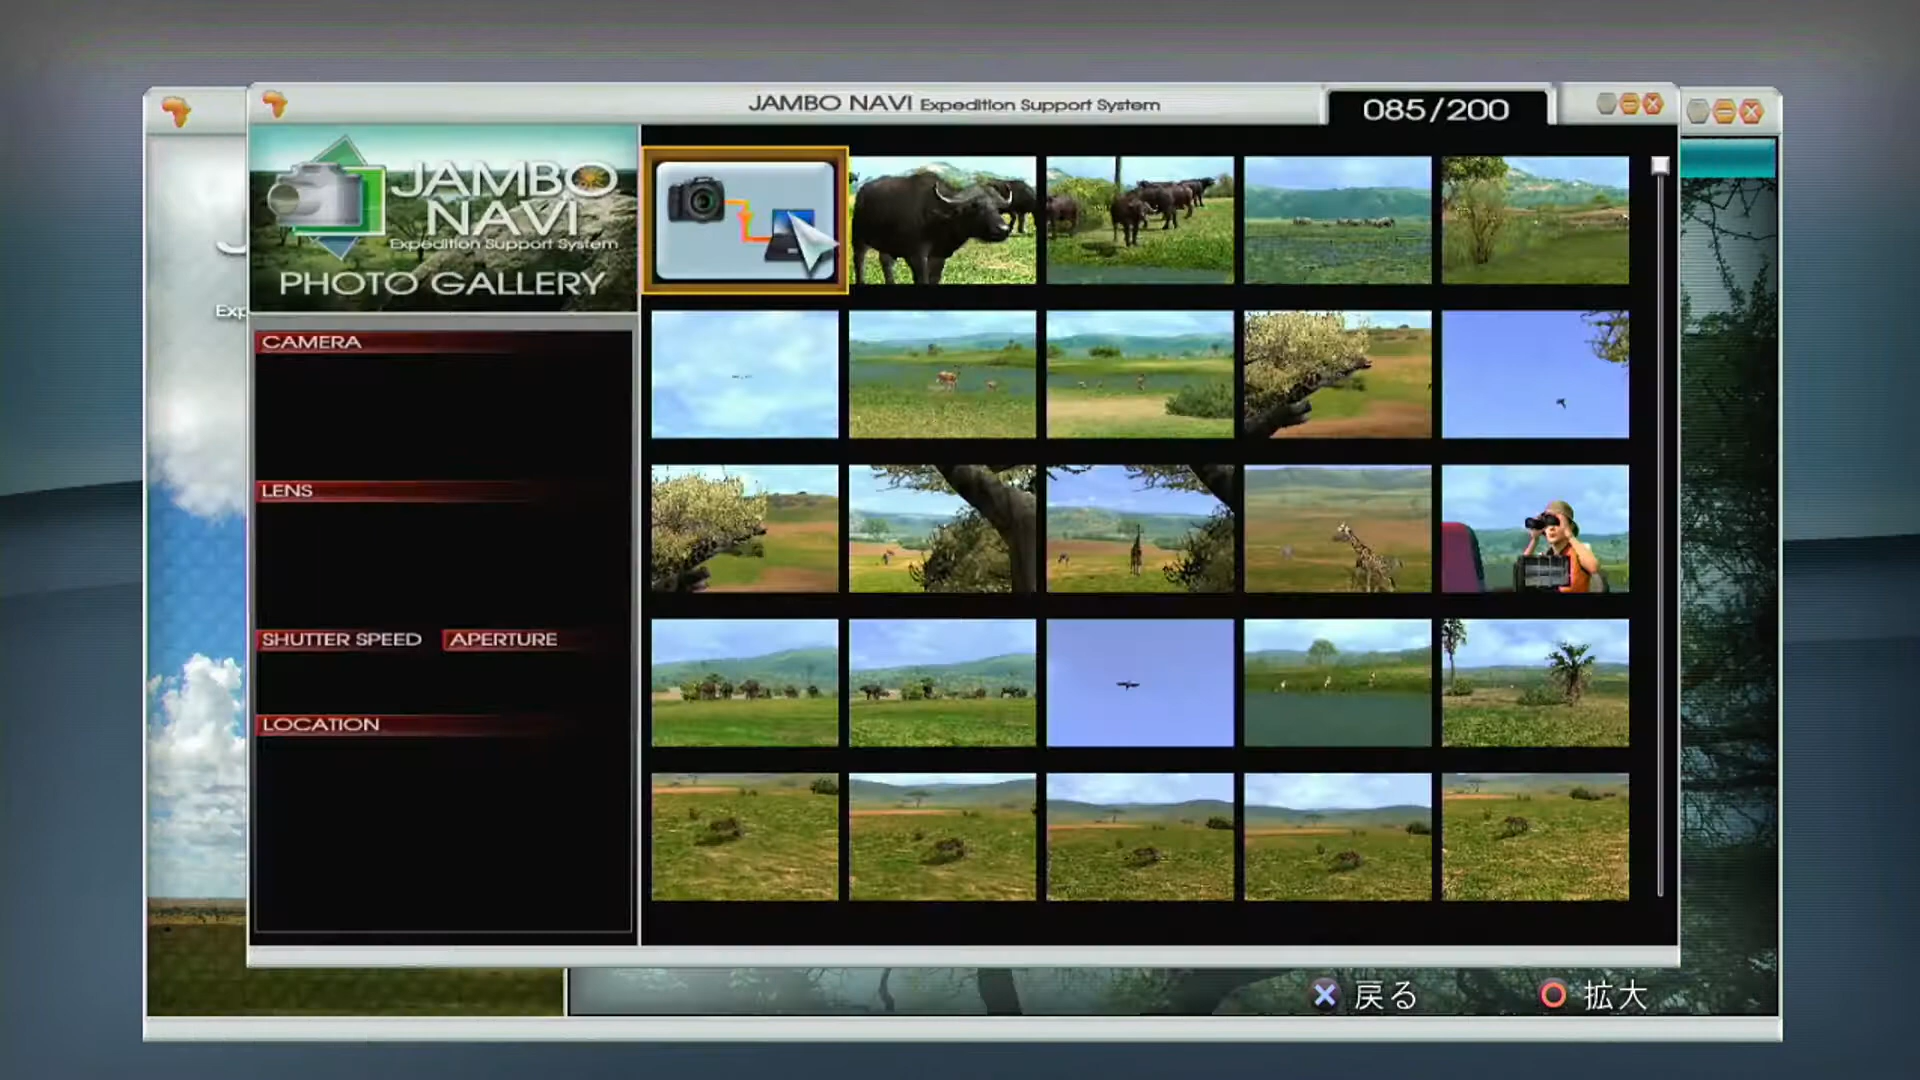 JAMBO NAVI Expedition Support System
085/200
JAMBO
NAVI
Expedition Support System
PHOTO GALLERY
Exp
CAMERA
LENS
SHUTTER SPEED
APERTURE
LOCATION
戻る
拡大